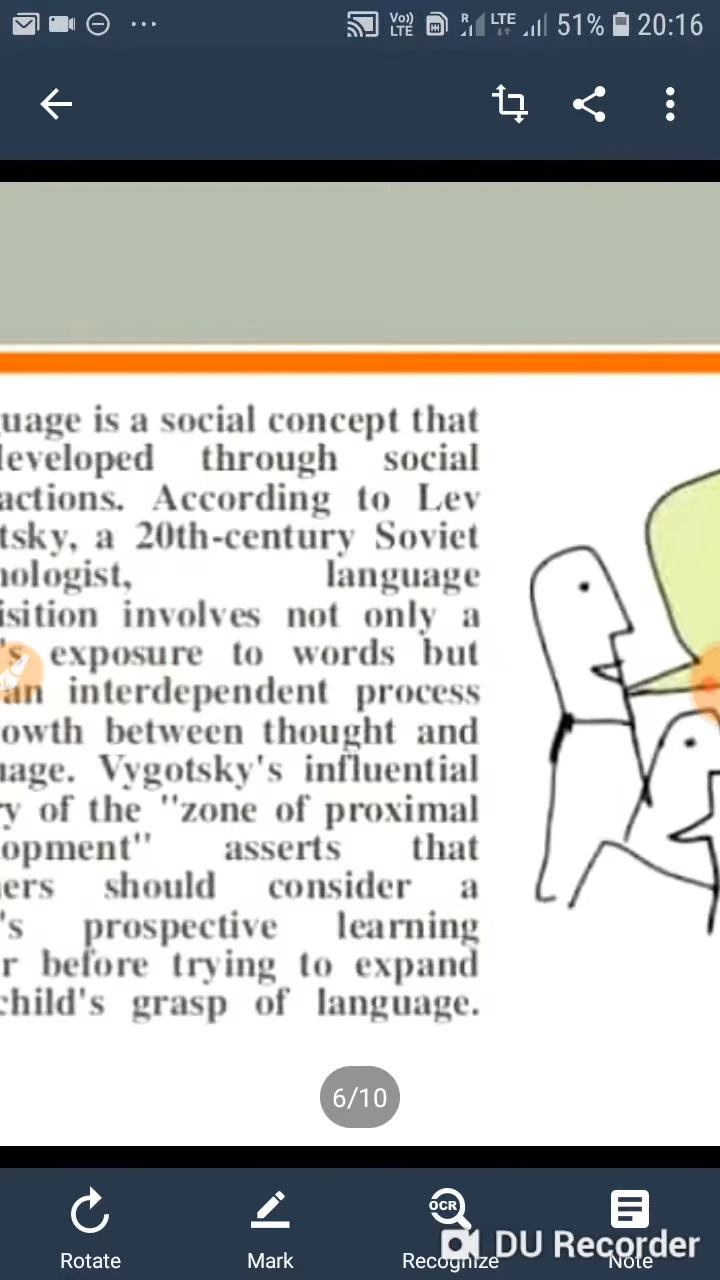 51% 20:16
uage is a social concept that
developed through social
actions. According to Lev
tsky, a 20th-century Soviet
hologist, language
isition involves not only a
's exposure to words but
an interdependent process
owth between thought and
uage. Vygotsky's influential
y of the "zone of proximal
opment" asserts that
ers should consider a
's prospective learning
r before trying to expand
child's grasp of language.
6/10
OCR
DU Recorder
Rotate Mark Recognize Note